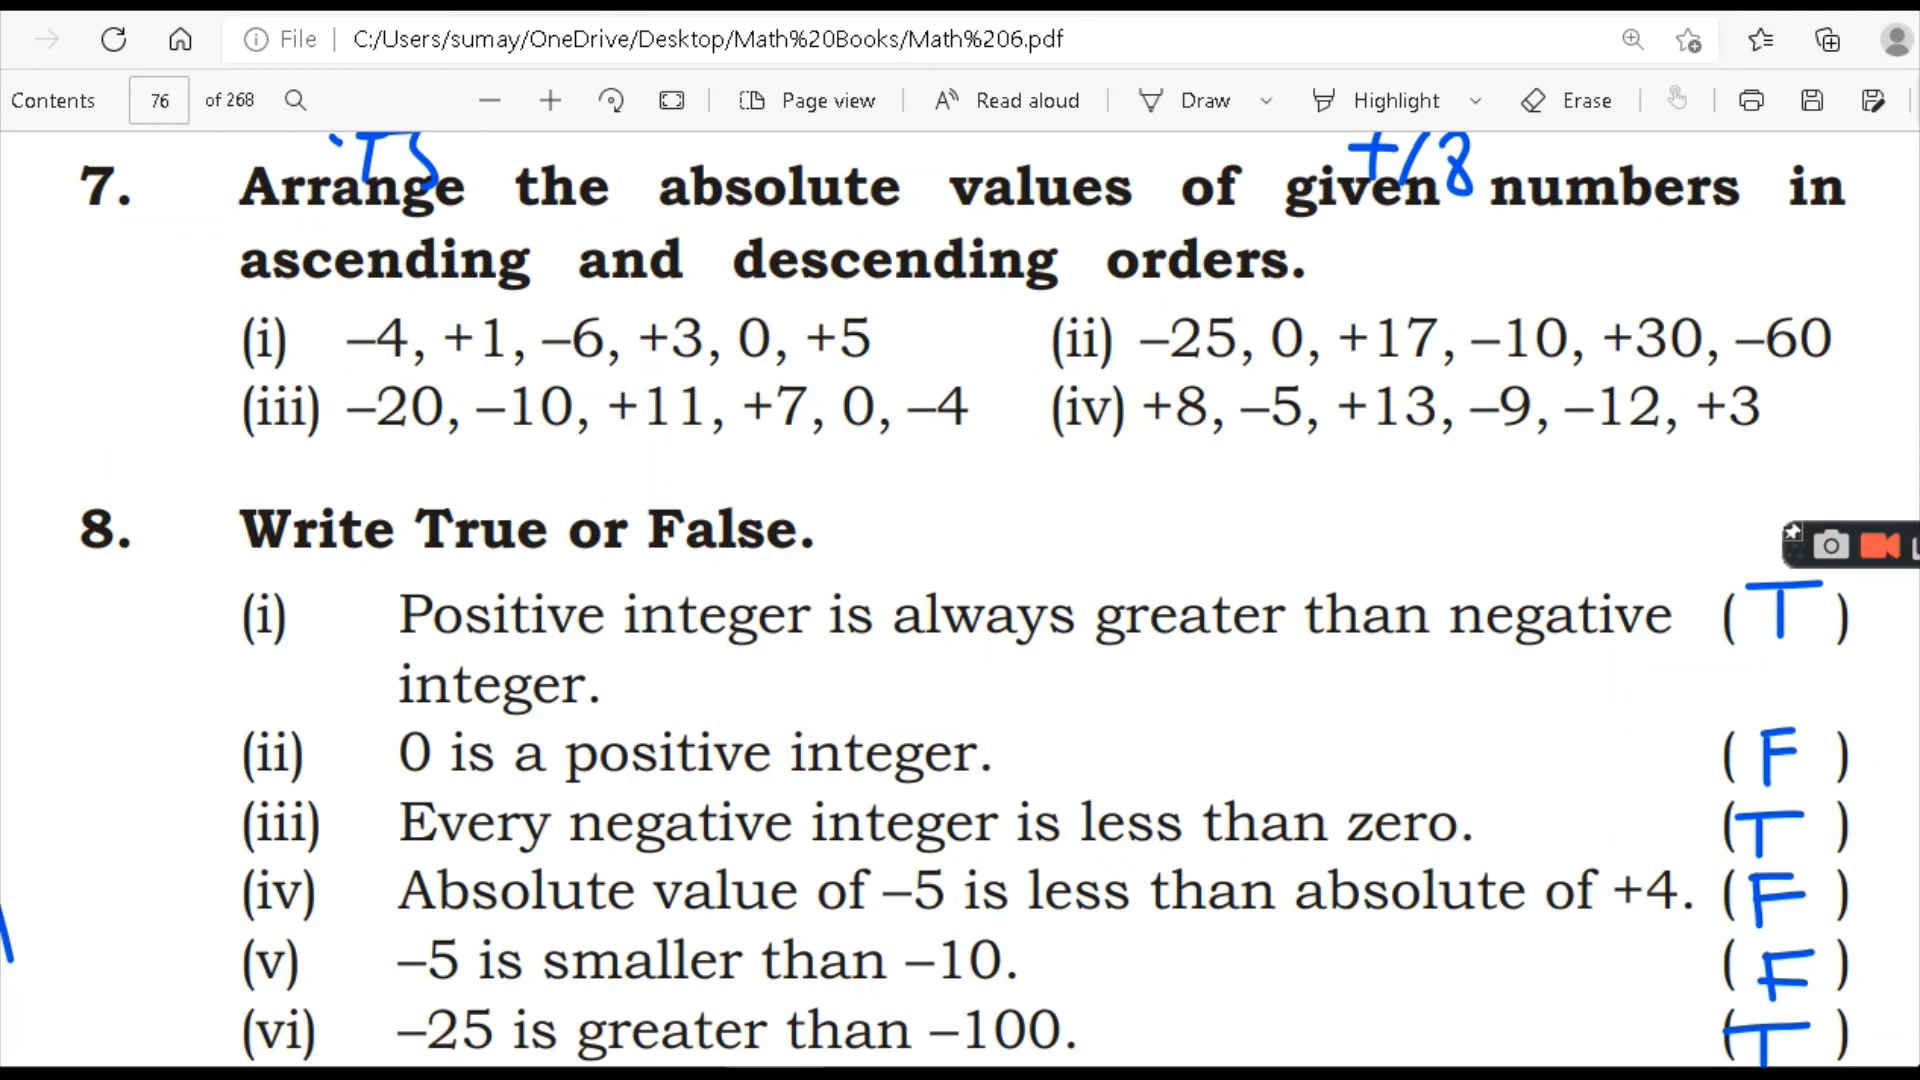 File | C:/Users/sumay/OneDrive/Desktop/Math%20Books/Math%206.pdf
Contents 76 of 268 Page view Read aloud Draw Highlight Erase
+/8
7. Arrange the absolute values of given numbers in
ascending and descending orders.
(i) –4, +1, –6, +3, 0, +5 (ii) –25, 0, +17, –10, +30, –60
(iii) –20, –10, +11, +7, 0, –4 (iv) +8, –5, +13, –9, –12, +3
8. Write True or False.
(i) Positive integer is always greater than negative ( T )
integer.
(ii) 0 is a positive integer. ( F )
(iii) Every negative integer is less than zero. ( T )
(iv) Absolute value of –5 is less than absolute of +4. ( F )
(v) –5 is smaller than –10. ( F )
(vi) –25 is greater than –100. ( T )